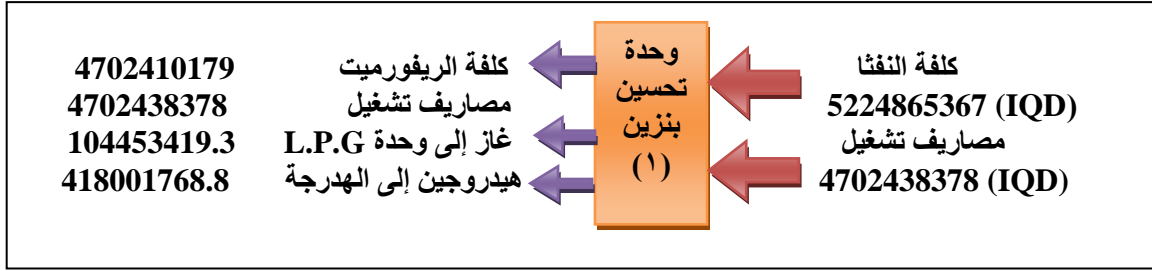 كلفة النفثا
5224865367 (IQD)
مصاريف تشغيل
4702438378 (IQD)
وحدة
تحسين
بنزين
(١)
كلفة الريفورميت 4702410179
مصاريف تشغيل 4702438378
غاز إلى وحدة L.P.G 104453419.3
هيدروجين إلى الهدرجة 418001768.8